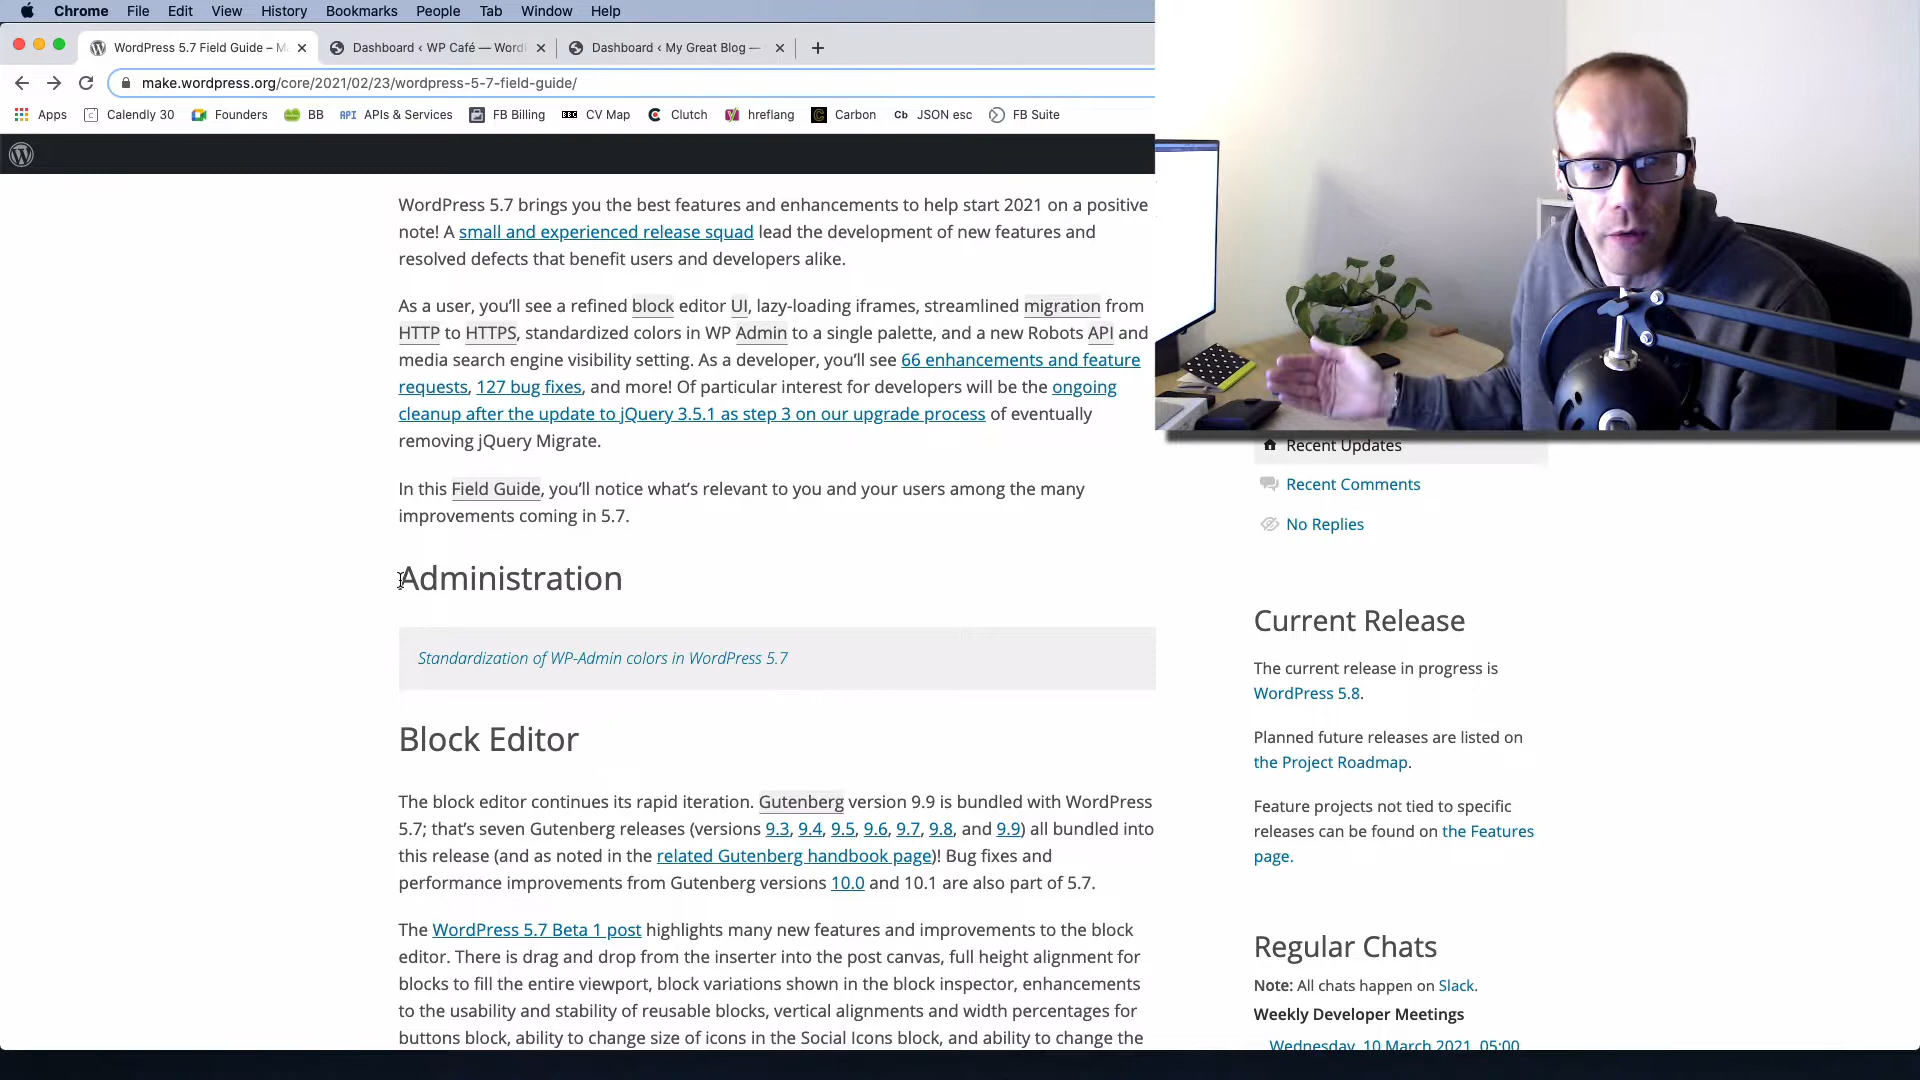 Chrome File Edit View History Bookmarks People Tab Window Help
WordPress 5.7 Field Guide – M
Dashboard ‹ WP Café — Word
Dashboard ‹ My Great Blog —
make.wordpress.org/core/2021/02/23/wordpress-5-7-field-guide/
Apps Calendly 30 Founders BB API APIs & Services FB Billing BBC CV Map Clutch hreflang Carbon Cb JSON esc FB Suite
WordPress 5.7 brings you the best features and enhancements to help start 2021 on a positive
note! A small and experienced release squad lead the development of new features and
resolved defects that benefit users and developers alike.
As a user, you’ll see a refined block editor UI, lazy-loading iframes, streamlined migration from
HTTP to HTTPS, standardized colors in WP Admin to a single palette, and a new Robots API and
media search engine visibility setting. As a developer, you’ll see 66 enhancements and feature
requests, 127 bug fixes, and more! Of particular interest for developers will be the ongoing
cleanup after the update to jQuery 3.5.1 as step 3 on our upgrade process of eventually
removing jQuery Migrate.
In this Field Guide, you’ll notice what’s relevant to you and your users among the many
improvements coming in 5.7.
Administration
Standardization of WP-Admin colors in WordPress 5.7
Block Editor
The block editor continues its rapid iteration. Gutenberg version 9.9 is bundled with WordPress
5.7; that’s seven Gutenberg releases (versions 9.3, 9.4, 9.5, 9.6, 9.7, 9.8, and 9.9) all bundled into
this release (and as noted in the related Gutenberg handbook page)! Bug fixes and
performance improvements from Gutenberg versions 10.0 and 10.1 are also part of 5.7.
The WordPress 5.7 Beta 1 post highlights many new features and improvements to the block
editor. There is drag and drop from the inserter into the post canvas, full height alignment for
blocks to fill the entire viewport, block variations shown in the block inspector, enhancements
to the usability and stability of reusable blocks, vertical alignments and width percentages for
buttons block, ability to change size of icons in the Social Icons block, and ability to change the
Recent Updates
Recent Comments
No Replies
Current Release
The current release in progress is
WordPress 5.8.
Planned future releases are listed on
the Project Roadmap.
Feature projects not tied to specific
releases can be found on the Features
page.
Regular Chats
Note: All chats happen on Slack.
Weekly Developer Meetings
Wednesday, 10 March 2021, 05:00